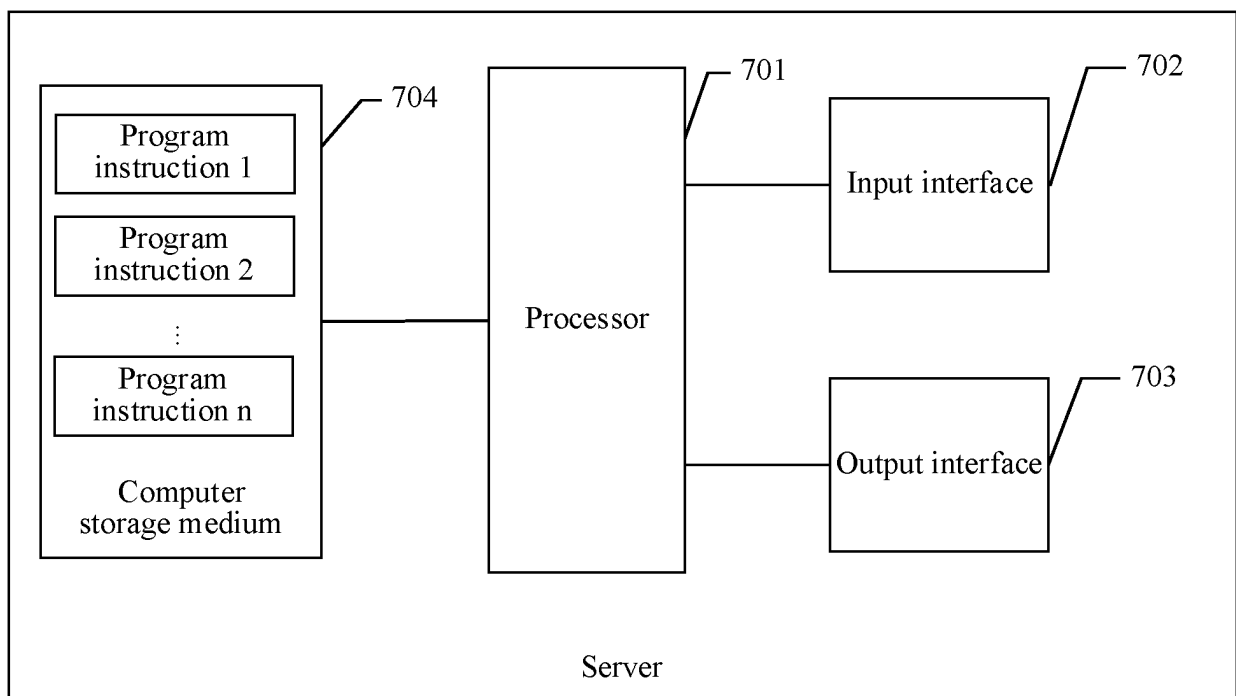 704
Program
instruction 1
Program
instruction 2
⋮
Program
instruction n
Computer
storage medium
701
Processor
702
Input interface
703
Output interface
Server